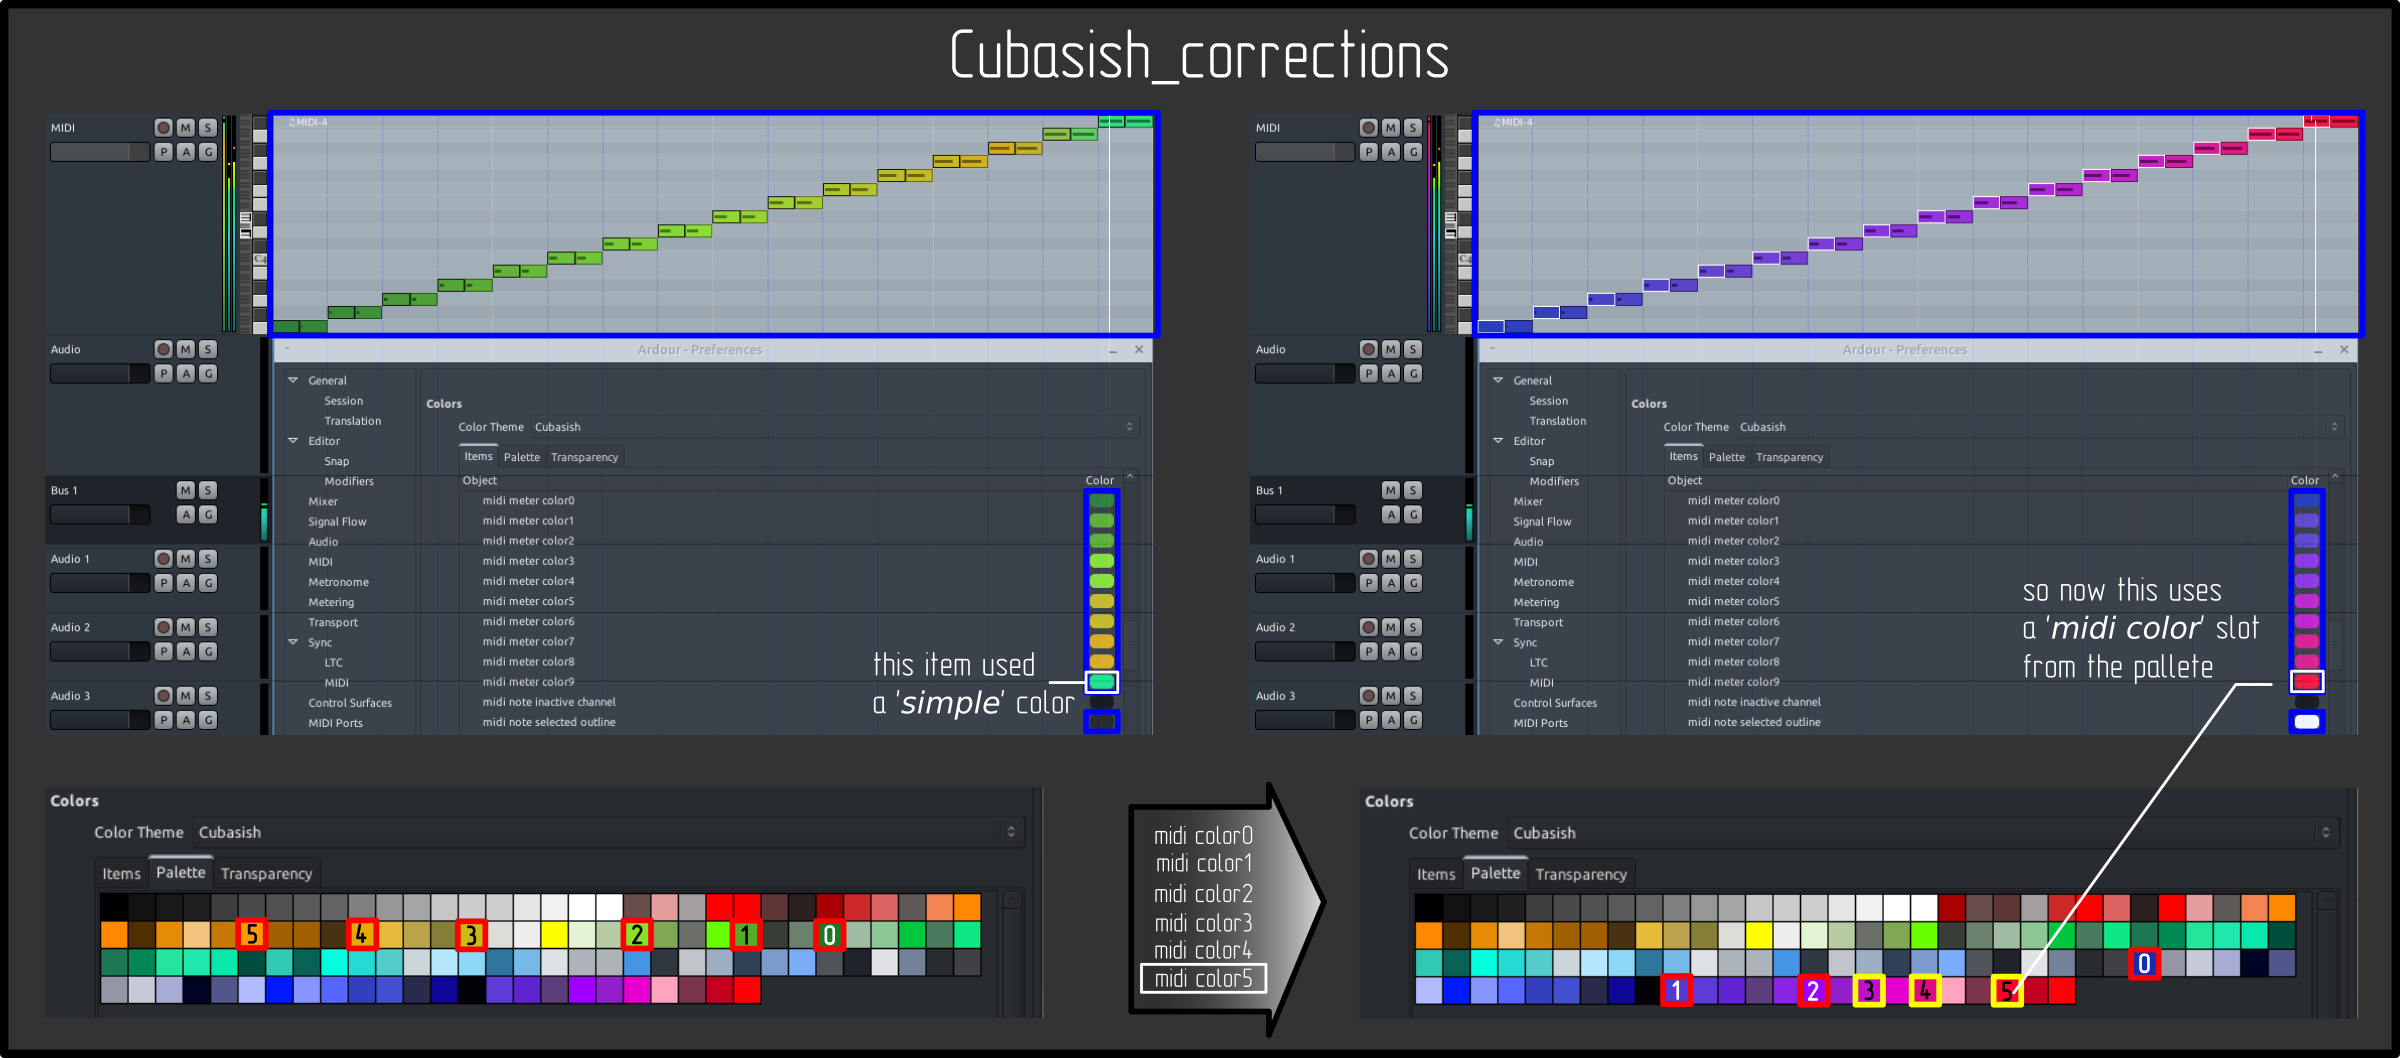 Cubasish_corrections
MIDI
M S
P A G
♫MIDI-4
C4
Audio
M S
P A G
Bus 1
M S
A G
Audio 1
M S
P A G
Audio 2
M S
P A G
Audio 3
M S
P A G
Ardour - Preferences
General
Session
Translation
Editor
Snap
Modifiers
Mixer
Signal Flow
Audio
MIDI
Metronome
Metering
Transport
Sync
LTC
MIDI
Control Surfaces
MIDI Ports
Colors
Color Theme Cubasish
Items Palette Transparency
Object Color
midi meter color0
midi meter color1
midi meter color2
midi meter color3
midi meter color4
midi meter color5
midi meter color6
midi meter color7
midi meter color8
midi meter color9
midi note inactive channel
midi note selected outline
this item used
a 'simple' color
MIDI
M S
P A G
♫MIDI-4
C4
Audio
M S
P A G
Bus 1
M S
A G
Audio 1
M S
P A G
Audio 2
M S
P A G
Audio 3
M S
P A G
Ardour - Preferences
General
Session
Translation
Editor
Snap
Modifiers
Mixer
Signal Flow
Audio
MIDI
Metronome
Metering
Transport
Sync
LTC
MIDI
Control Surfaces
MIDI Ports
Colors
Color Theme Cubasish
Items Palette Transparency
Object Color
midi meter color0
midi meter color1
midi meter color2
midi meter color3
midi meter color4
midi meter color5
midi meter color6
midi meter color7
midi meter color8
midi meter color9
midi note inactive channel
midi note selected outline
so now this uses
a 'midi color' slot
from the pallete
Colors
Color Theme Cubasish
Items Palette Transparency
5 4 3 2 1 0
midi color0
midi color1
midi color2
midi color3
midi color4
midi color5
Colors
Color Theme Cubasish
Items Palette Transparency
0
1 2 3 4 5